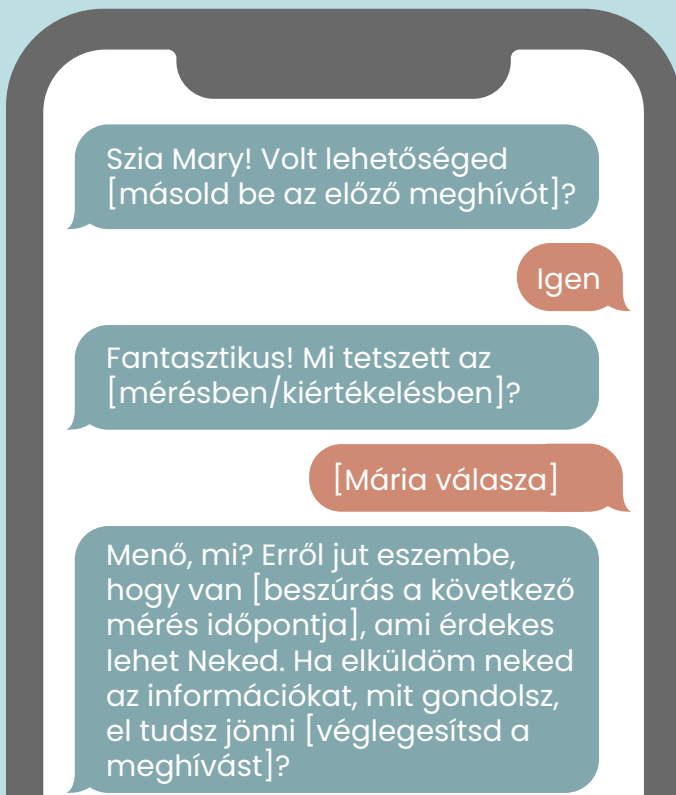 Szia Mary! Volt lehetőséged
[másold be az előző meghívót]?
Igen
Fantasztikus! Mi tetszett az
[mérésben/kiértékelésben]?
[Mária válasza]
Menő, mi? Erről jut eszembe,
hogy van [beszúrás a következő
mérés időpontja], ami érdekes
lehet Neked. Ha elküldöm neked
az információkat, mit gondolsz,
el tudsz jönni [véglegesítsd a
meghívást]?